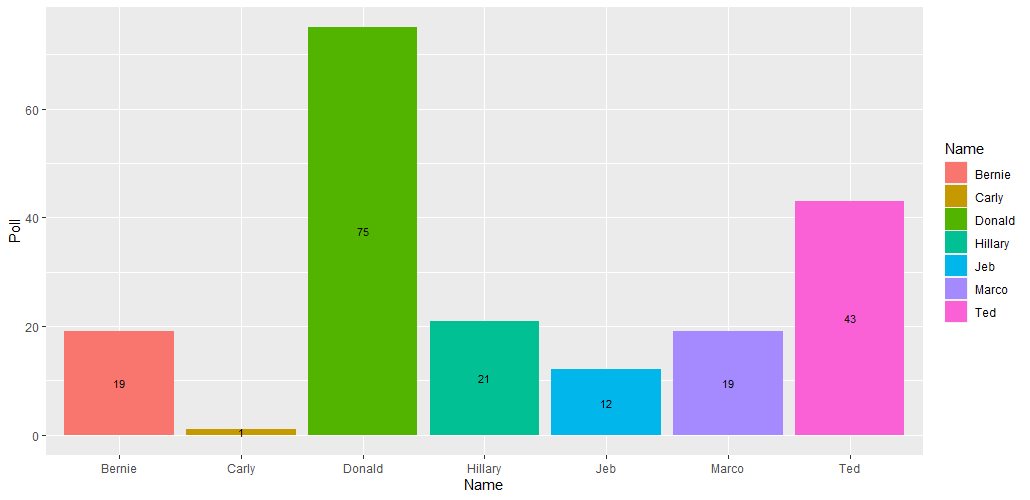 Poll
60
40
20
0
75
43
21
19
19
12
1
Bernie Carly Donald Hillary Jeb Marco Ted
Name
Name
Bernie
Carly
Donald
Hillary
Jeb
Marco
Ted